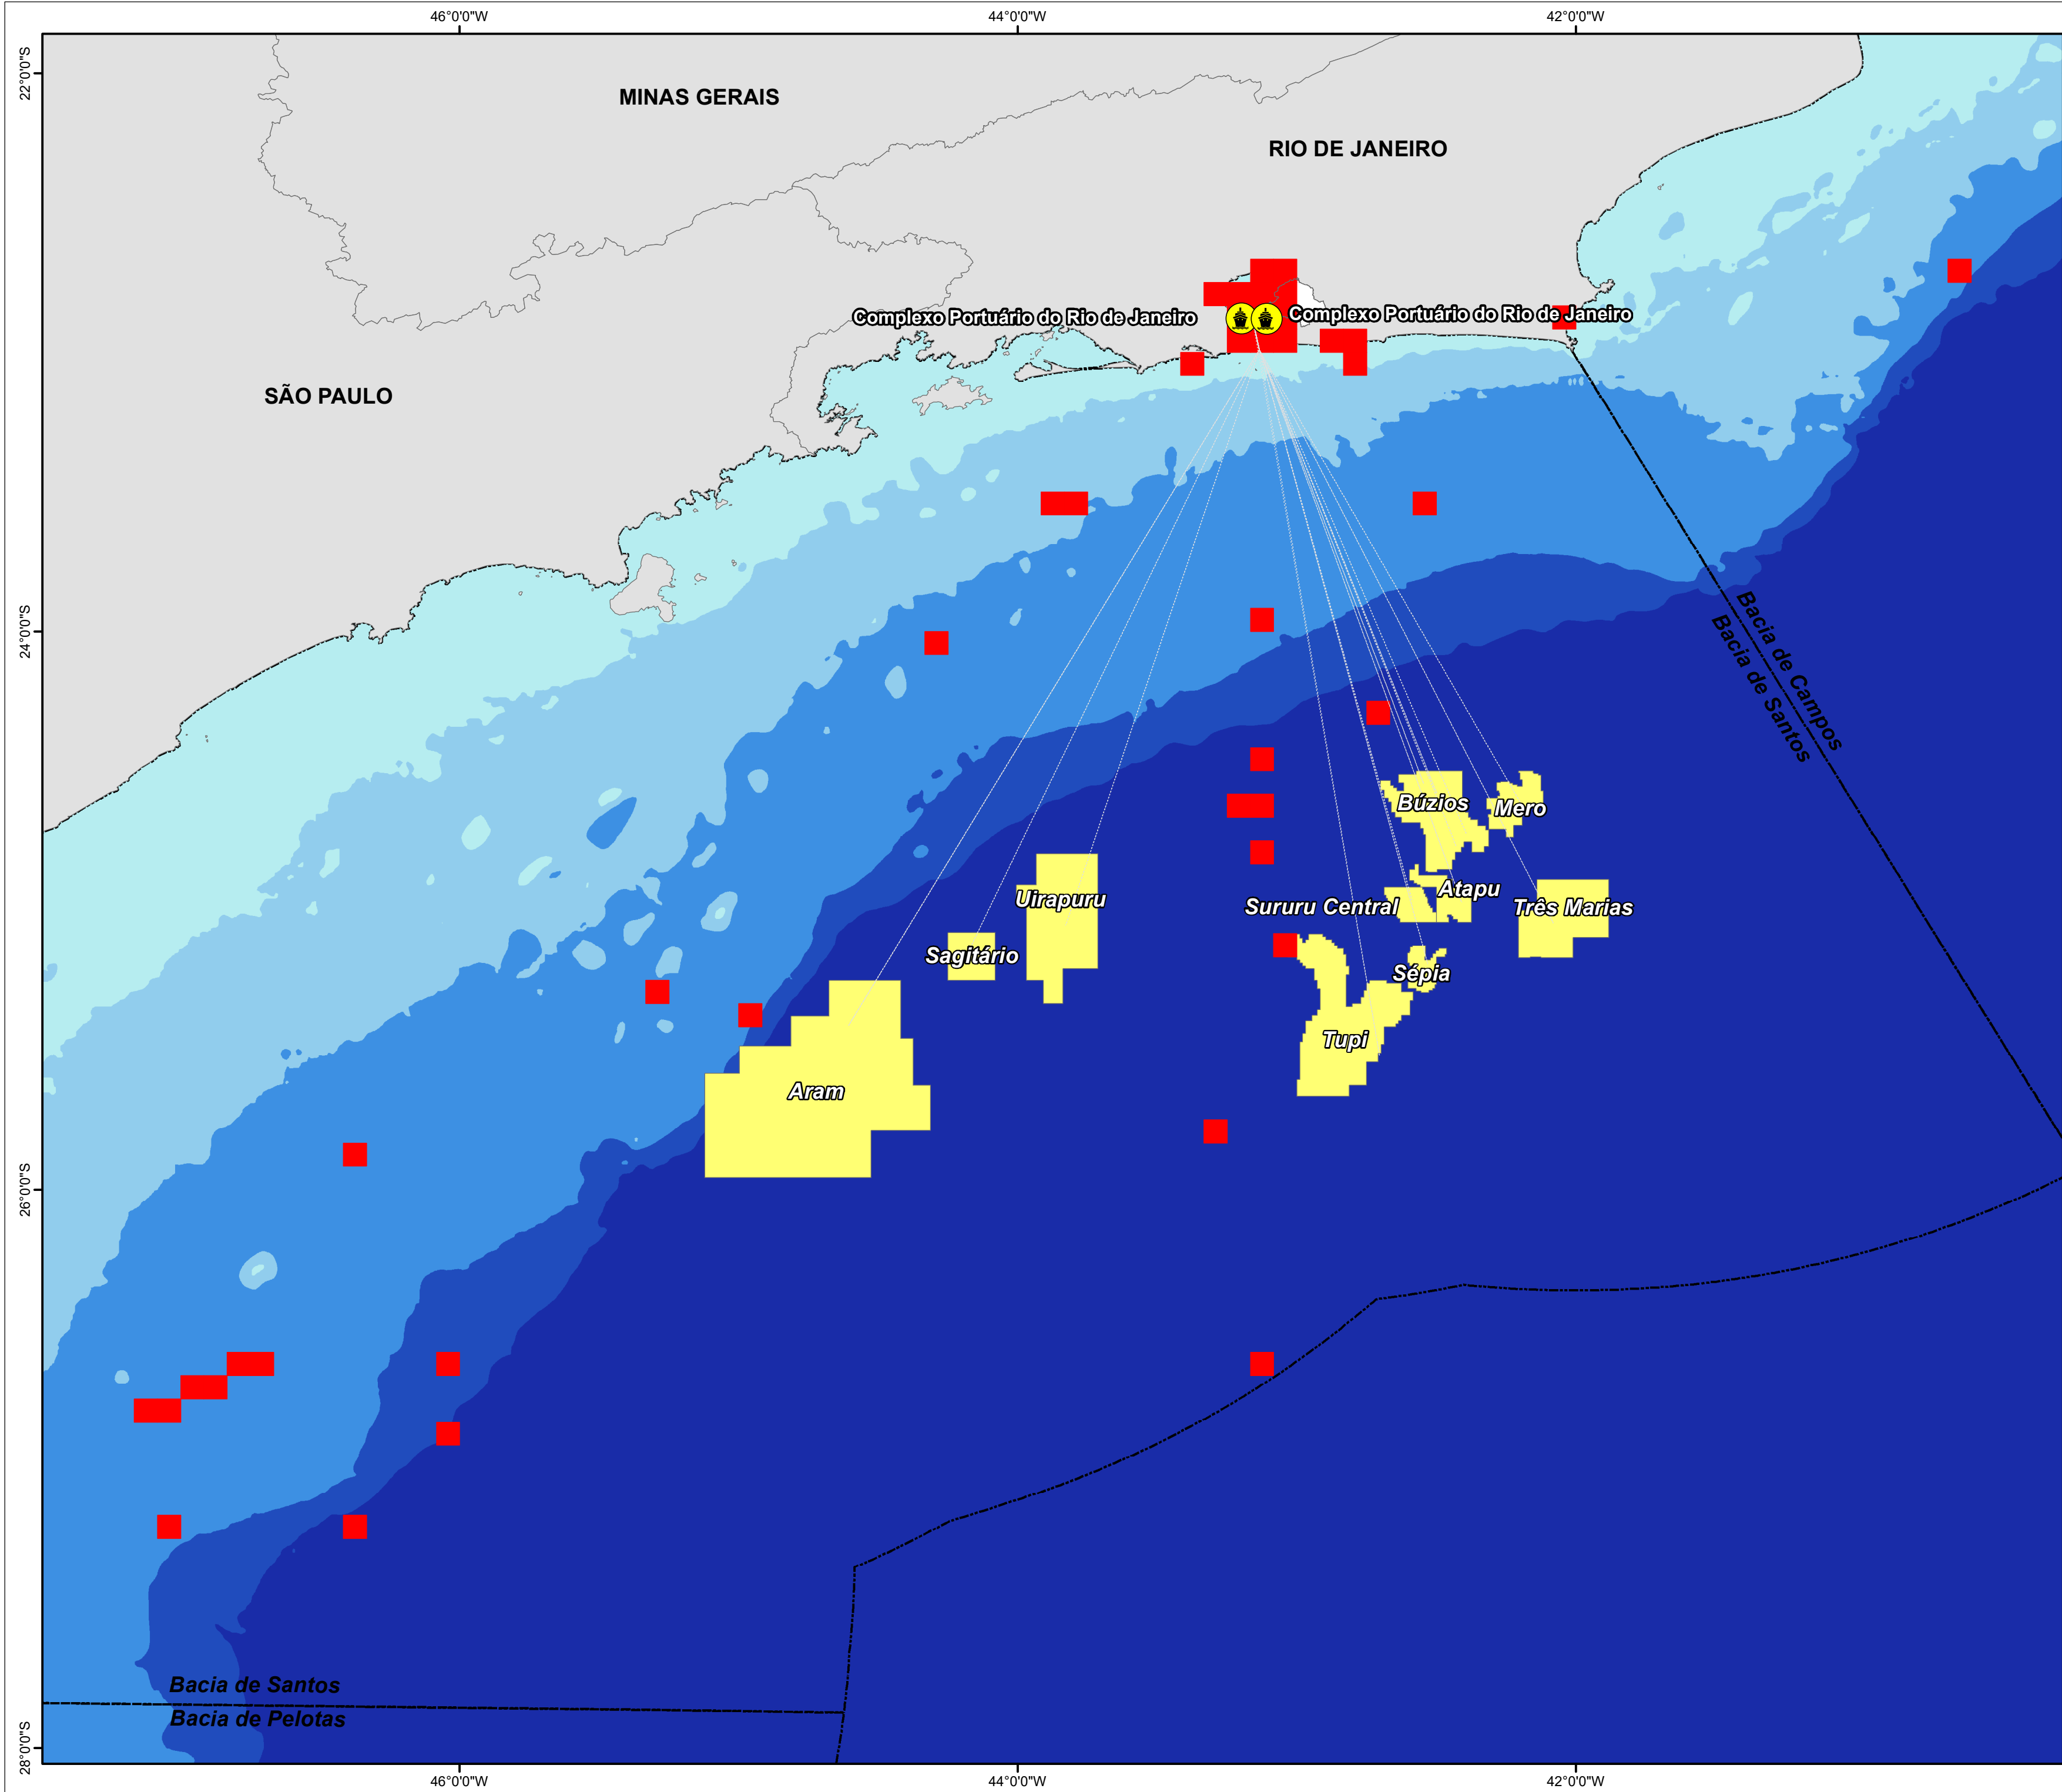 46°0'0"W
44°0'0"W
42°0'0"W
22°0'0"S
MINAS GERAIS
RIO DE JANEIRO
Complexo Portuário do Rio de Janeiro
Complexo Portuário do Rio de Janeiro
SÃO PAULO
24°0'0"S
Bacia de Campos
Bacia de Santos
Búzios
Mero
Atapu
Uirapuru
Sururu Central
Três Marias
Sagitário
Sépia
Tupi
Aram
26°0'0"S
Bacia de Santos
Bacia de Pelotas
28°0'0"S
46°0'0"W
44°0'0"W
42°0'0"W